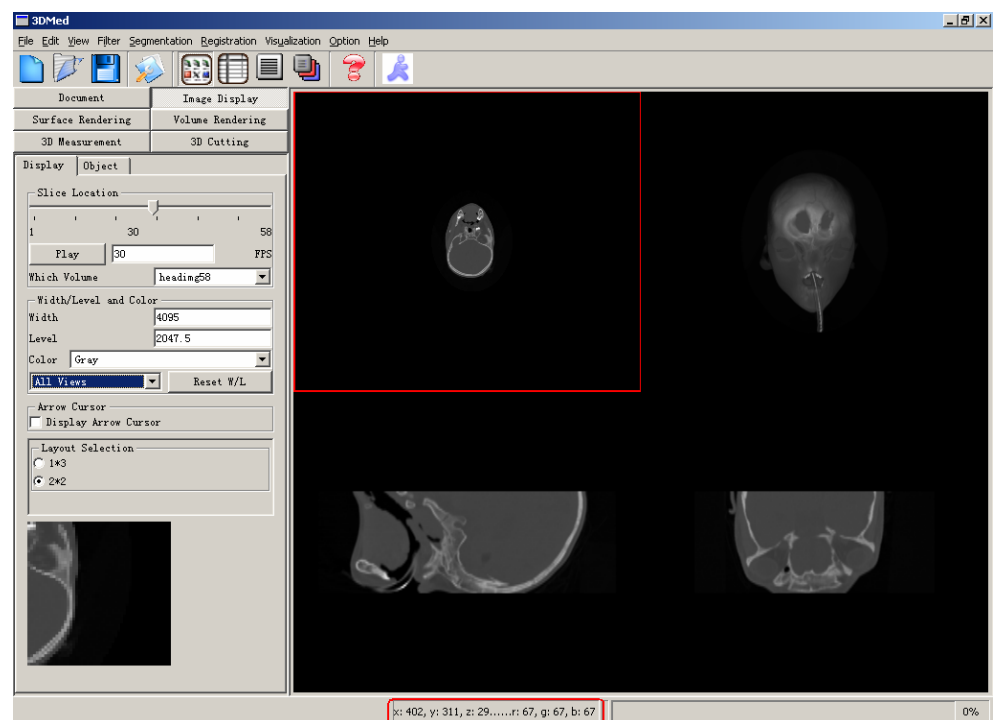 3DMed
File Edit View Filter Segmentation Registration Visualization Option Help
Document Image Display
Surface Rendering Volume Rendering
3D Measurement 3D Cutting
Display Object
Slice Location
1 30 58
Play 30 FPS
Which Volume heading58
Width/Level and Color
Width 4095
Level 2047.5
Color Gray
All Views Reset W/L
Arrow Cursor
Display Arrow Cursor
Layout Selection
1*3
2*2
x: 402, y: 311, z: 29......r: 67, g: 67, b: 67 0%